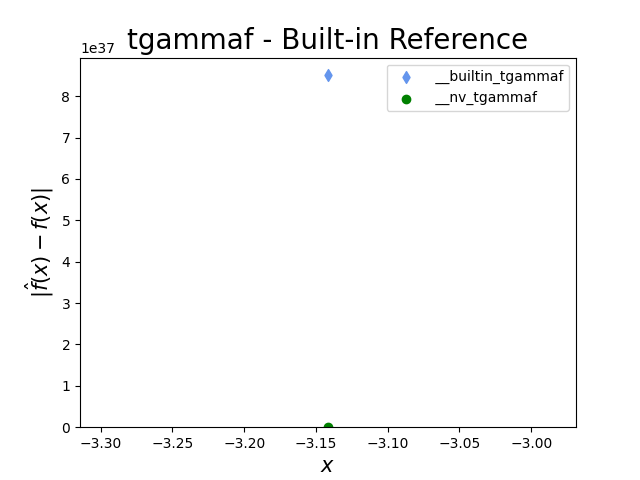 tgammaf - Built-in Reference
1e37
__builtin_tgammaf
__nv_tgammaf
8
7
6
5
4
3
2
1
0
|f̂(x) − f(x)|
−3.30 −3.25 −3.20 −3.15 −3.10 −3.05 −3.00
x